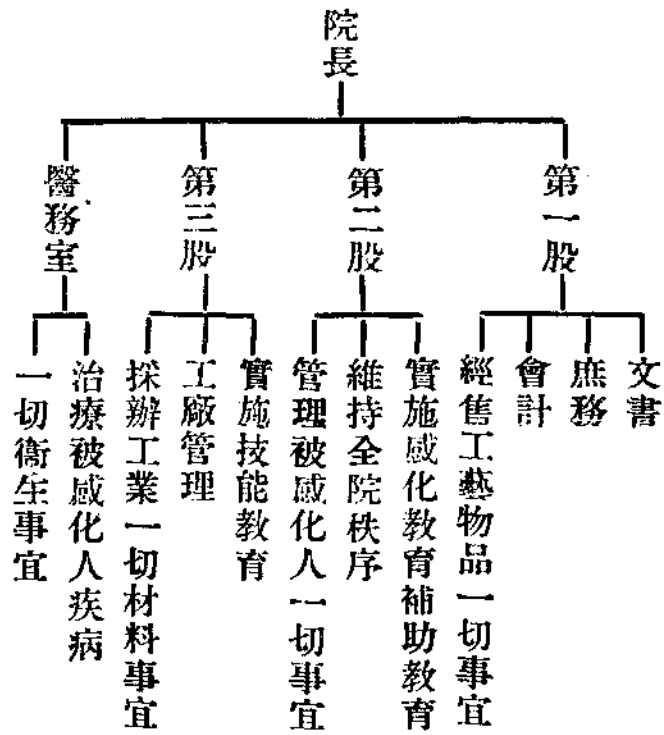 院長
第一股
第二股
第三股
醫務室
文書
庶務
會計
經售工藝物品一切事宜
實施感化教育補助教育
維持全院秩序
管理被感化人一切事宜
實施技能教育
工廠管理
採辦工業一切材料事宜
治療被感化人疾病
一切衞生事宜